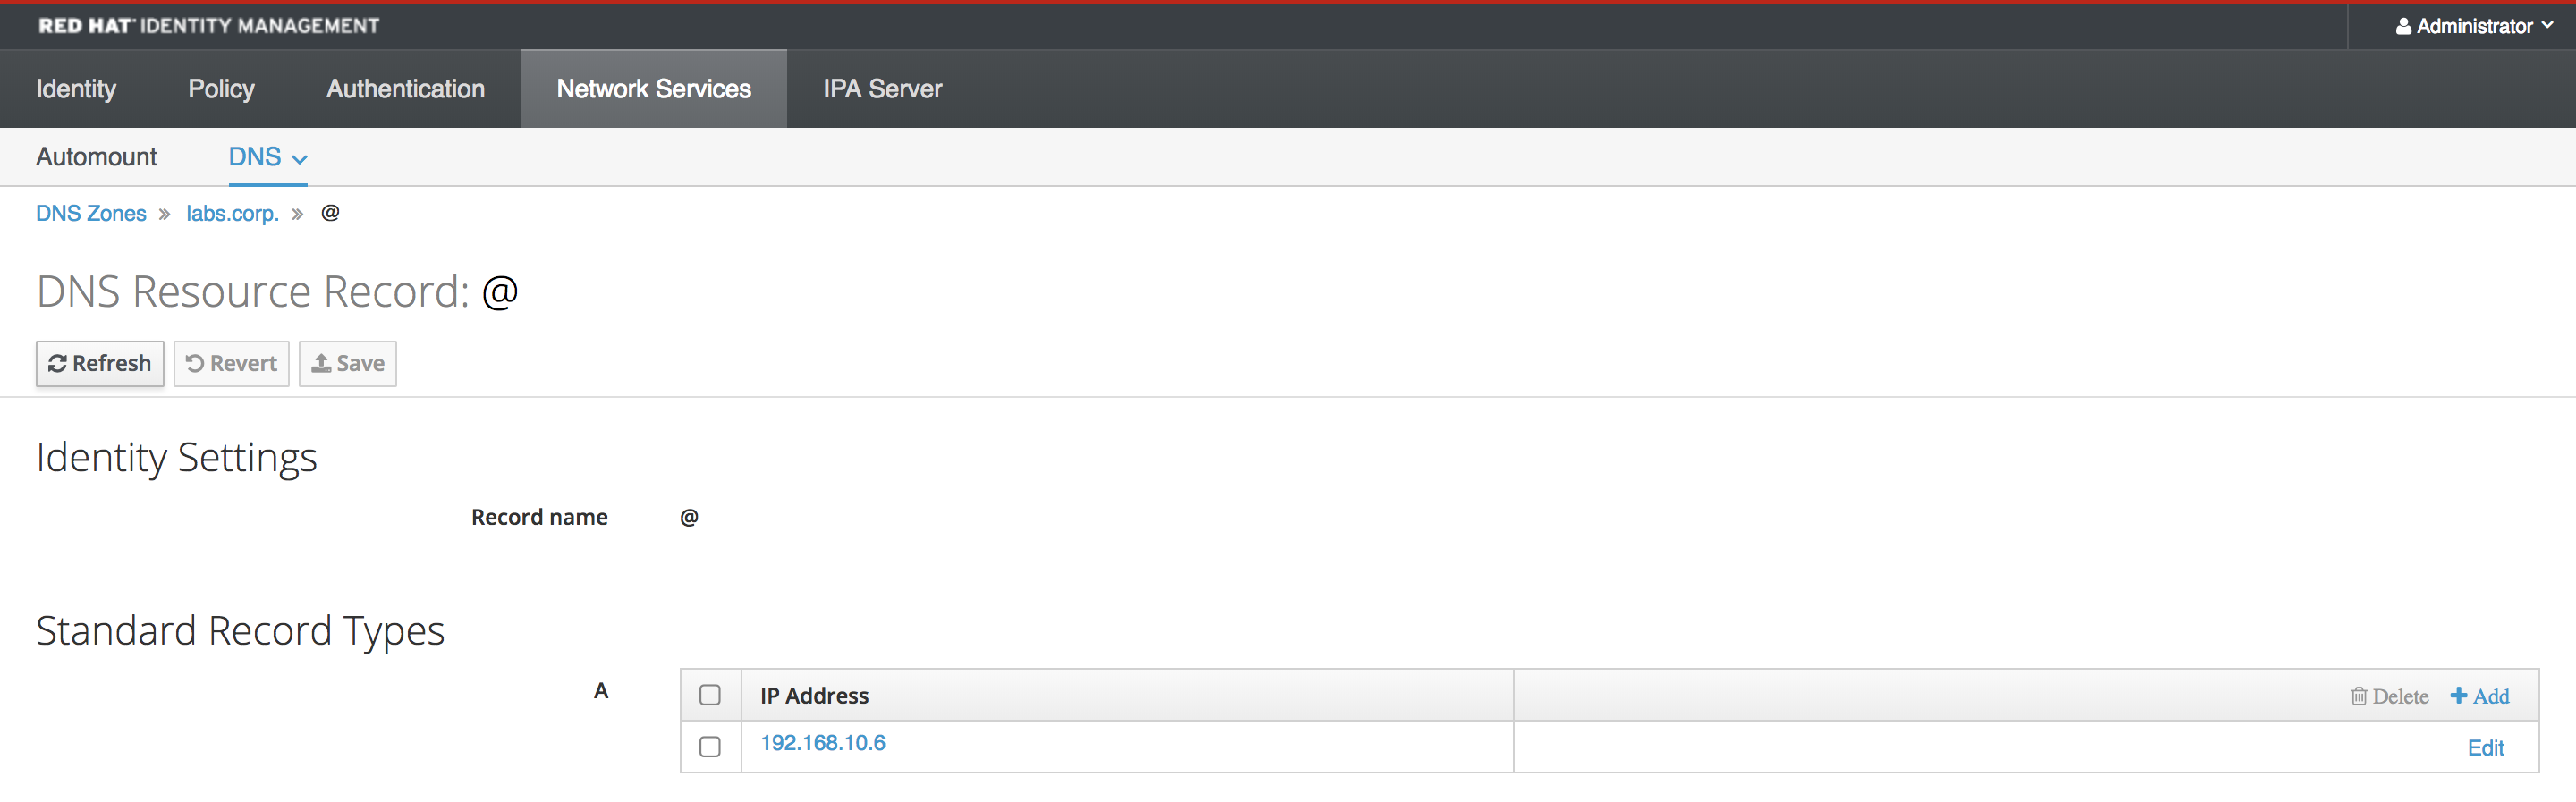 RED HAT IDENTITY MANAGEMENT Administrator
Identity Policy Authentication Network Services IPA Server
Automount DNS
DNS Zones » labs.corp. » @
DNS Resource Record: @
Refresh Revert Save
Identity Settings
Record name @
Standard Record Types
A IP Address Delete Add
192.168.10.6 Edit